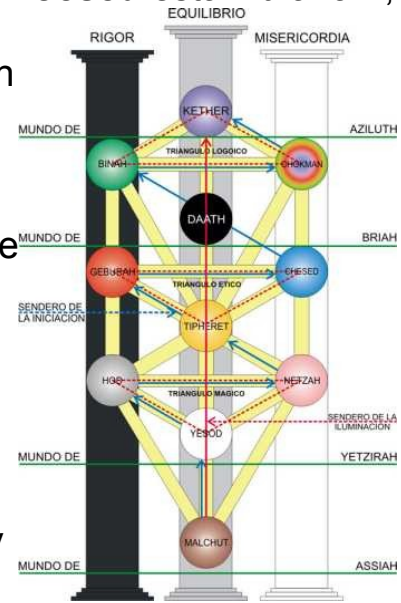 EQUILIBRIO
RIGOR
MISERICORDIA
KETHER
MUNDO DE
AZILUTH
TRIANGULO LOGOICO
BINAH
CHOKMAH
DAATH
MUNDO DE
BRIAH
GEBURAH
CHESED
TRIANGULO ETICO
SENDERO DE
LA INICIACION
TIPHERET
HOD
NETZAH
TRIANGULO MAGICO
SENDERO DE LA
ILUMINACIÓN
YESOD
MUNDO DE
YETZIRAH
MALCHUT
MUNDO DE
ASSIAH